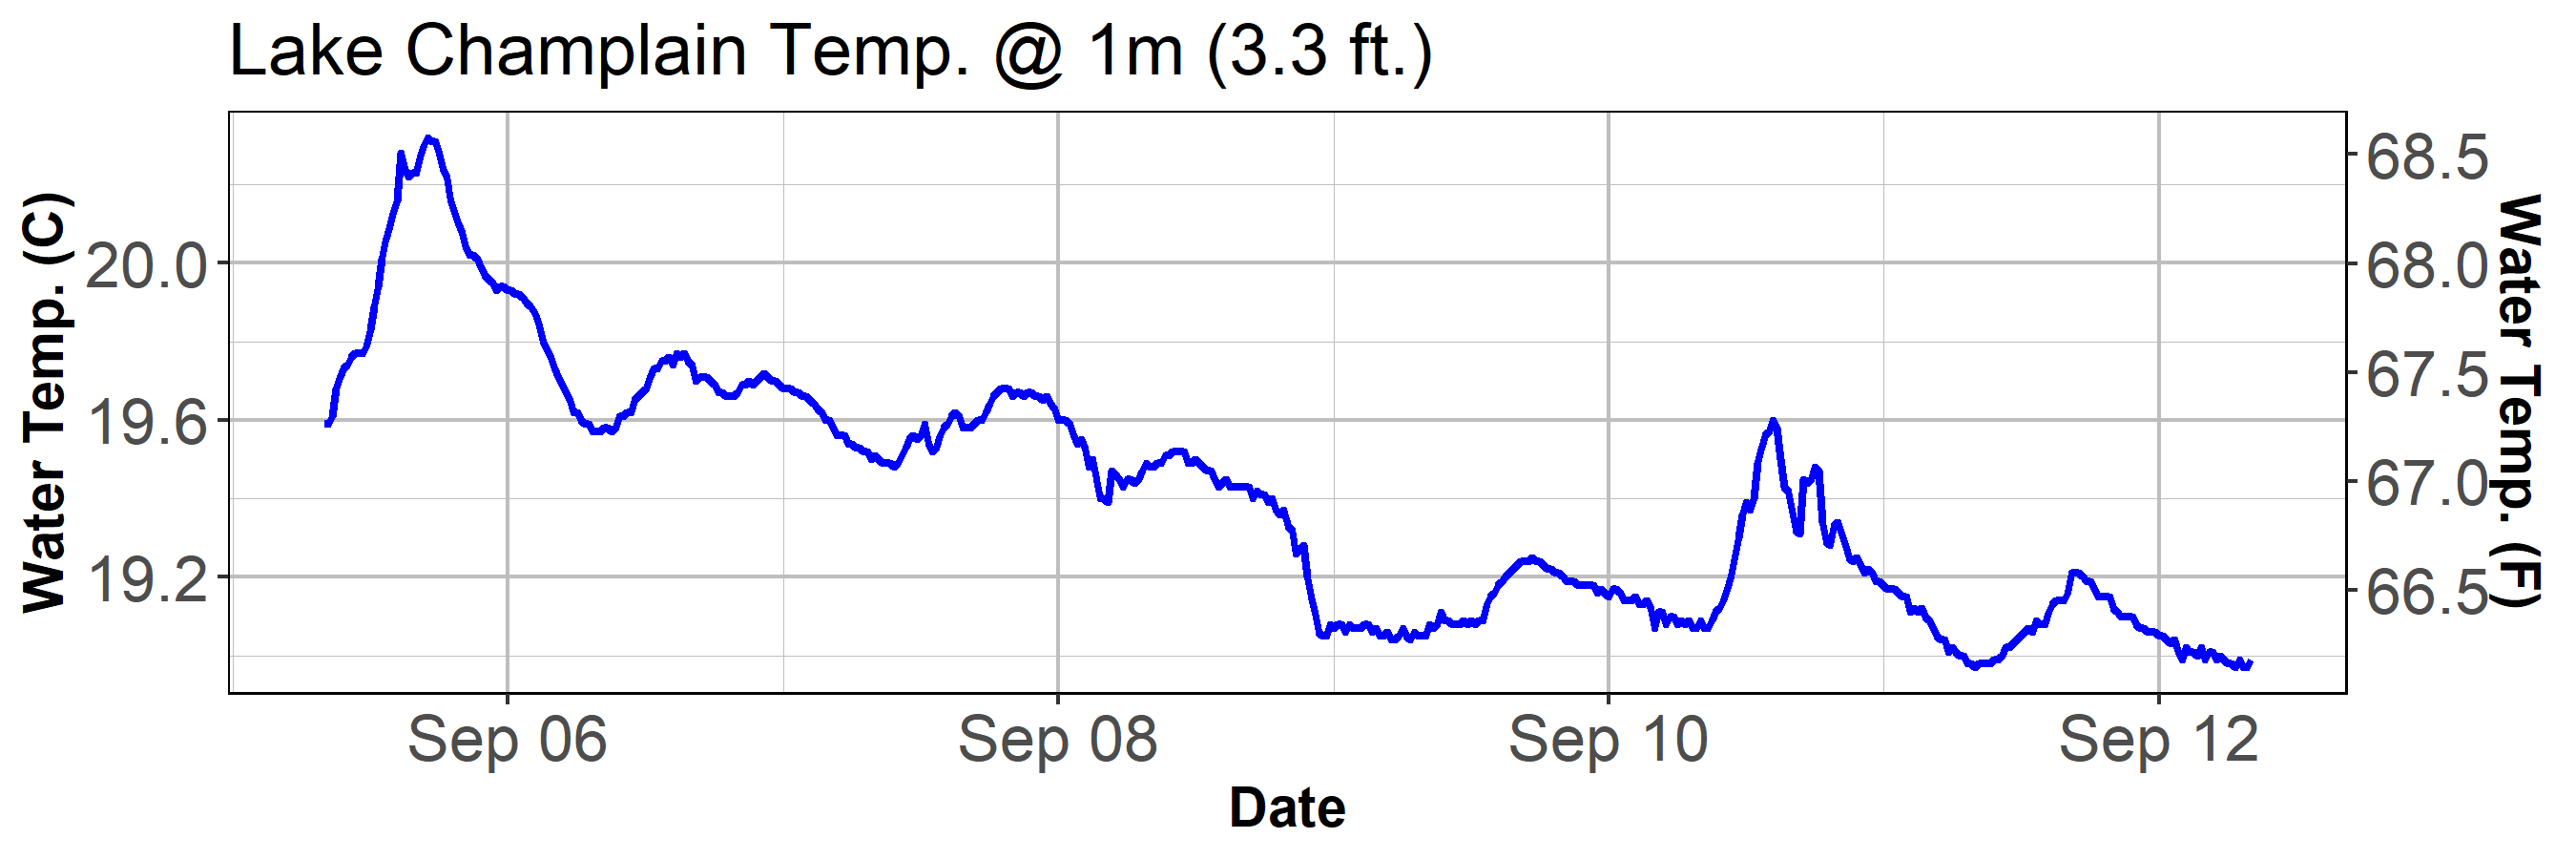 Lake Champlain Temp. @ 1m (3.3 ft.)
Water Temp. (C)
20.0
19.6
19.2
68.5
68.0
67.5
67.0
66.5
Water Temp. (F)
Sep 06
Sep 08
Sep 10
Sep 12
Date